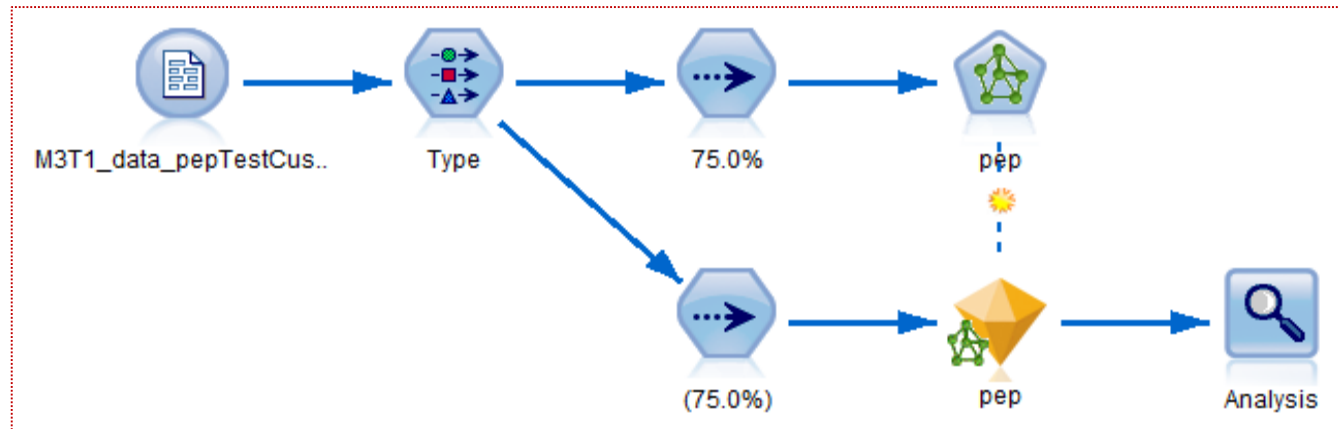 M3T1_data_pepTestCus..
Type
75.0%
pep
(75.0%)
pep
Analysis